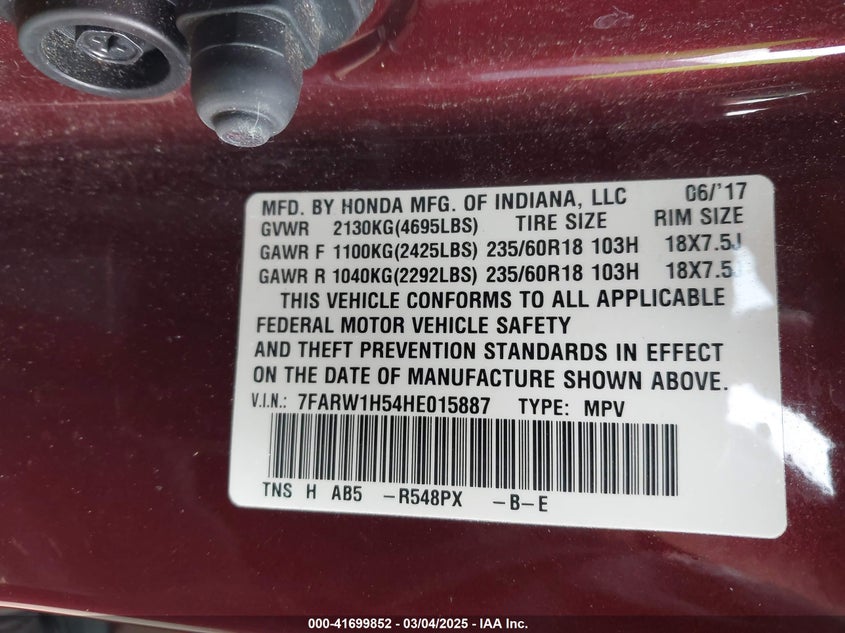 MFD. BY HONDA MFG. OF INDIANA, LLC 06/'17
GVWR 2130KG(4695LBS) TIRE SIZE RIM SIZE
GAWR F 1100KG(2425LBS) 235/60R18 103H 18X7.5J
GAWR R 1040KG(2292LBS) 235/60R18 103H 18X7.5J
THIS VEHICLE CONFORMS TO ALL APPLICABLE
FEDERAL MOTOR VEHICLE SAFETY
AND THEFT PREVENTION STANDARDS IN EFFECT
ON THE DATE OF MANUFACTURE SHOWN ABOVE.
V.I.N.: 7FARW1H54HE015887 TYPE: MPV
TNS H AB5 -R548PX -B-E
000-41699852 - 03/04/2025 - IAA Inc.